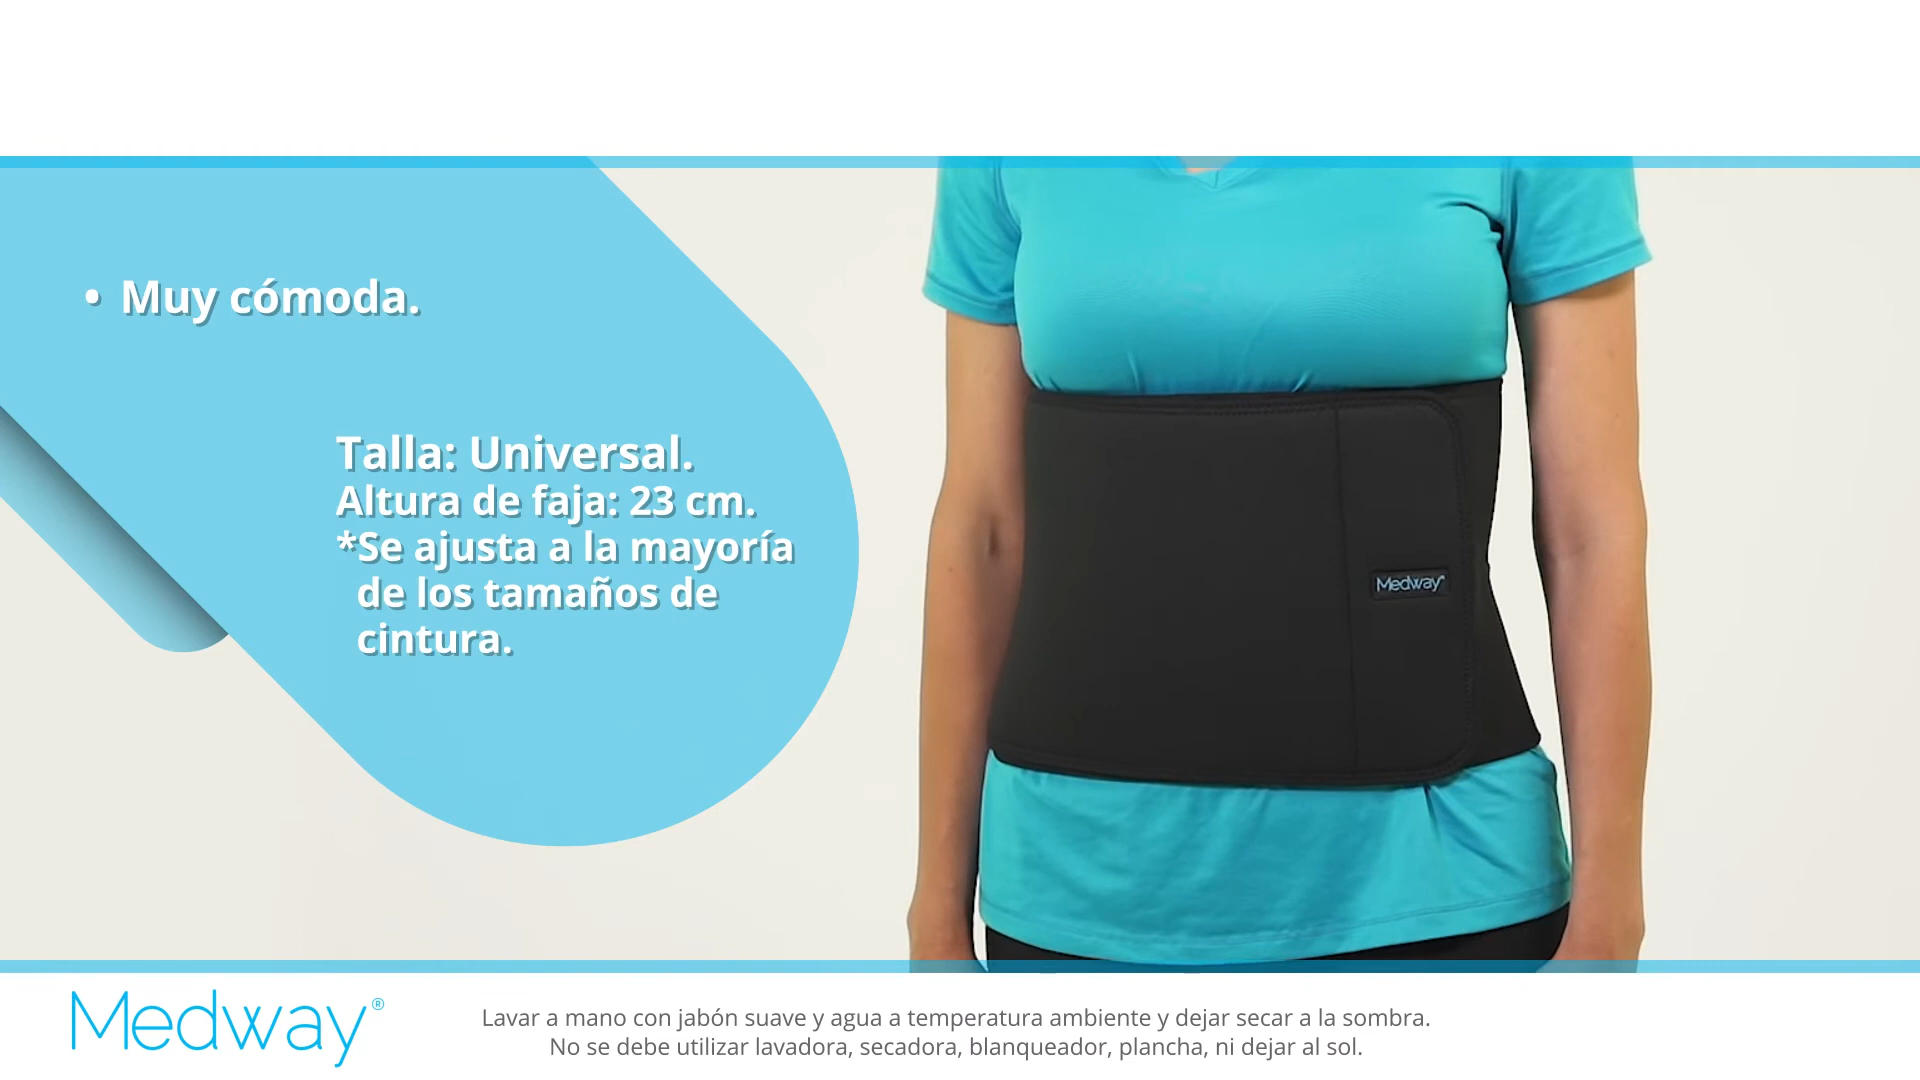 • Muy cómoda.
Talla: Universal.
Altura de faja: 23 cm.
*Se ajusta a la mayoría
de los tamaños de
cintura.
Medway
Medway®
Lavar a mano con jabón suave y agua a temperatura ambiente y dejar secar a la sombra.
No se debe utilizar lavadora, secadora, blanqueador, plancha, ni dejar al sol.